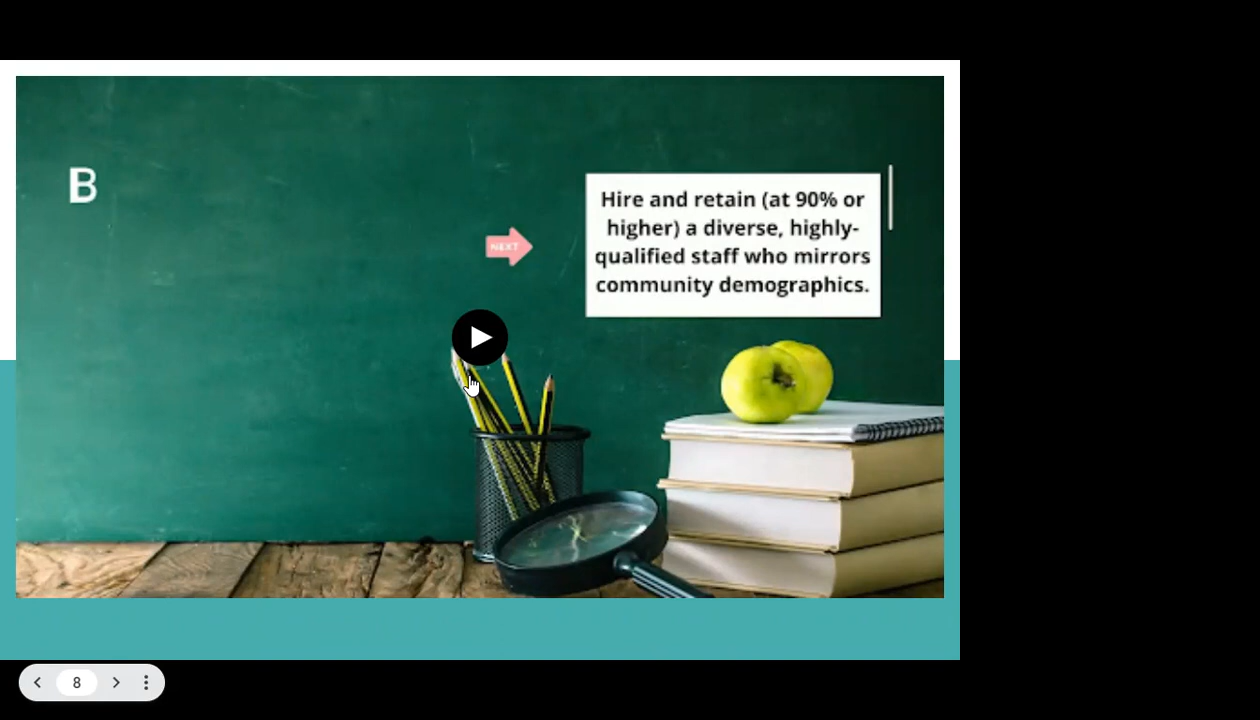 B
NEXT
Hire and retain (at 90% or
higher) a diverse, highly-
qualified staff who mirrors
community demographics.
8